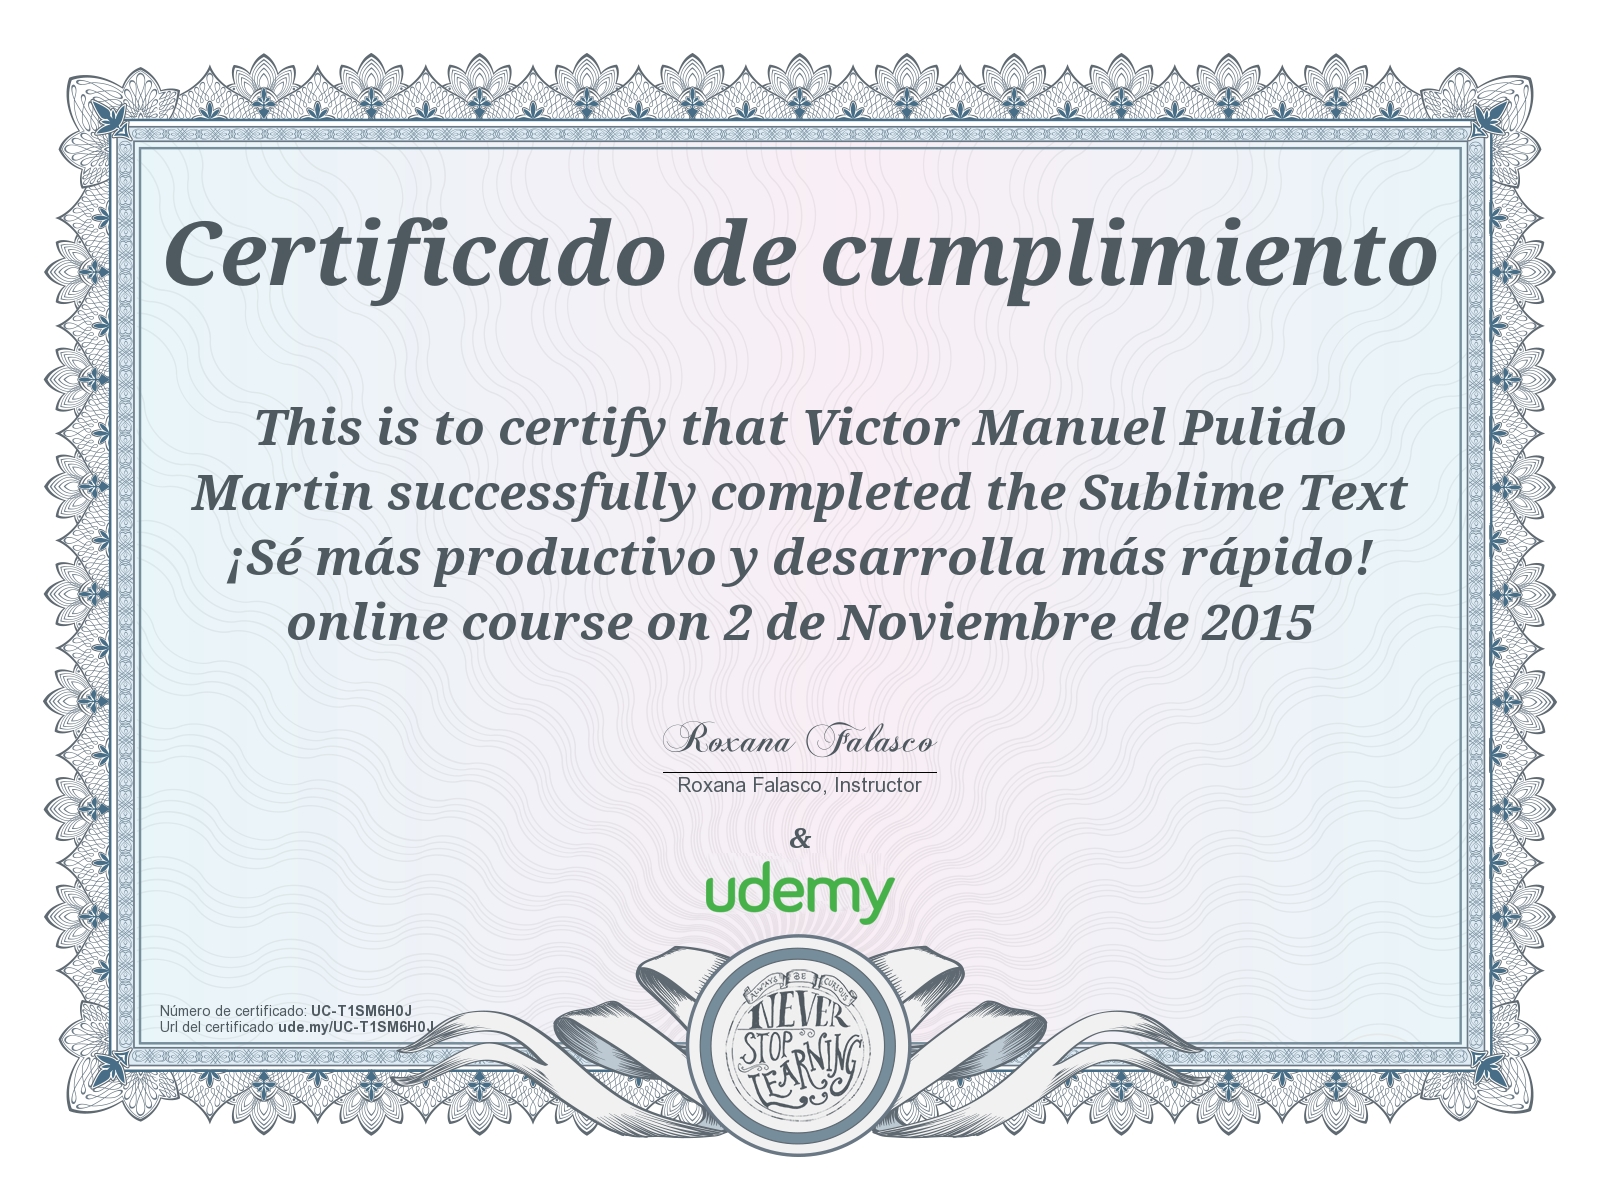 Certificado de cumplimiento
This is to certify that Victor Manuel Pulido
Martin successfully completed the Sublime Text
¡Sé más productivo y desarrolla más rápido!
online course on 2 de Noviembre de 2015
Roxana Falasco
Roxana Falasco, Instructor
&
udemy
Número de certificado: UC-T1SM6H0J
Url del certificado ude.my/UC-T1SM6H0J
ALWAYS BE CURIOUS
NEVER
STOP
LEARNING